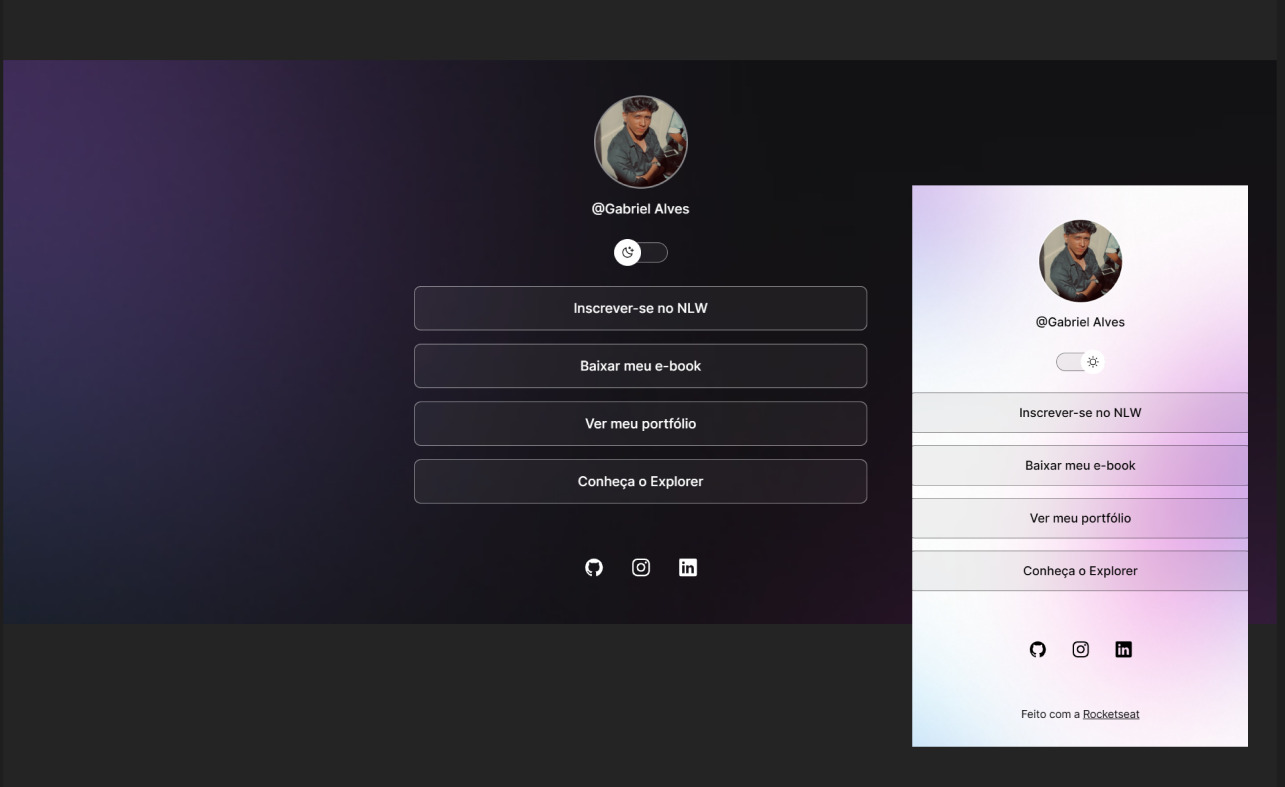 @Gabriel Alves
Inscrever-se no NLW
Baixar meu e-book
Ver meu portfólio
Conheça o Explorer
@Gabriel Alves
Inscrever-se no NLW
Baixar meu e-book
Ver meu portfólio
Conheça o Explorer
Feito com a Rocketseat